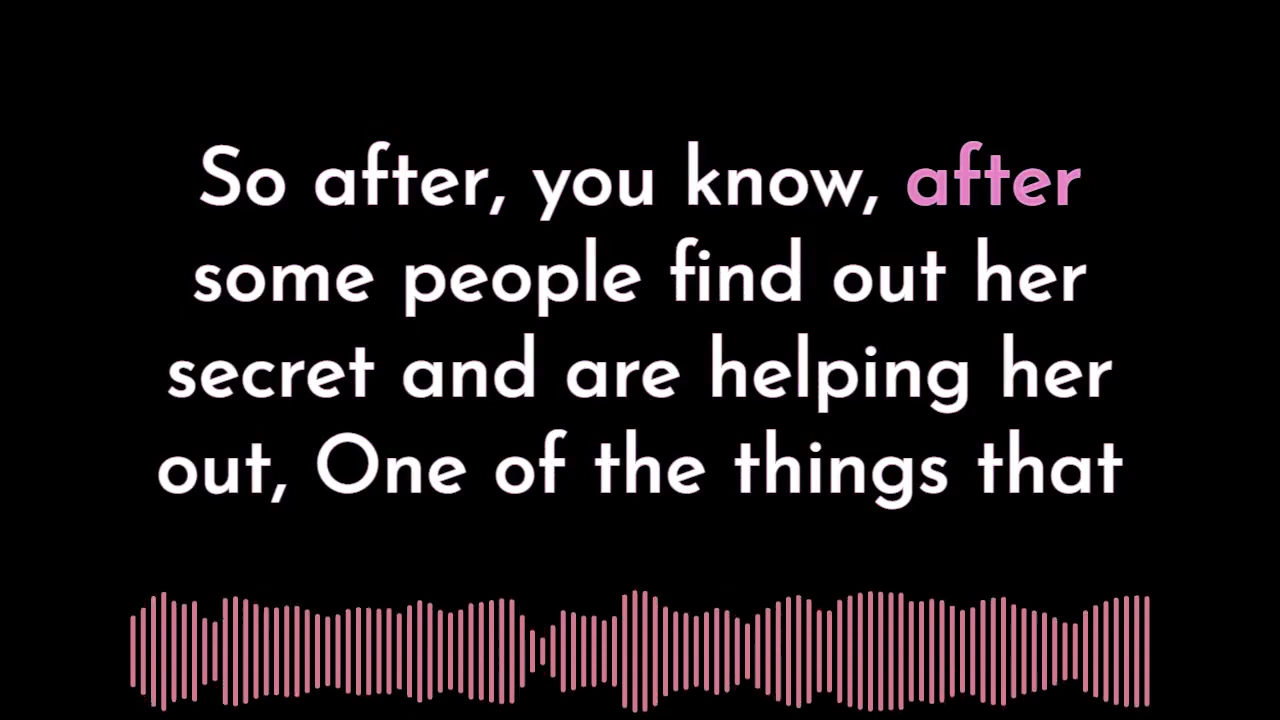 So after, you know, after
some people find out her
secret and are helping her
out, One of the things that